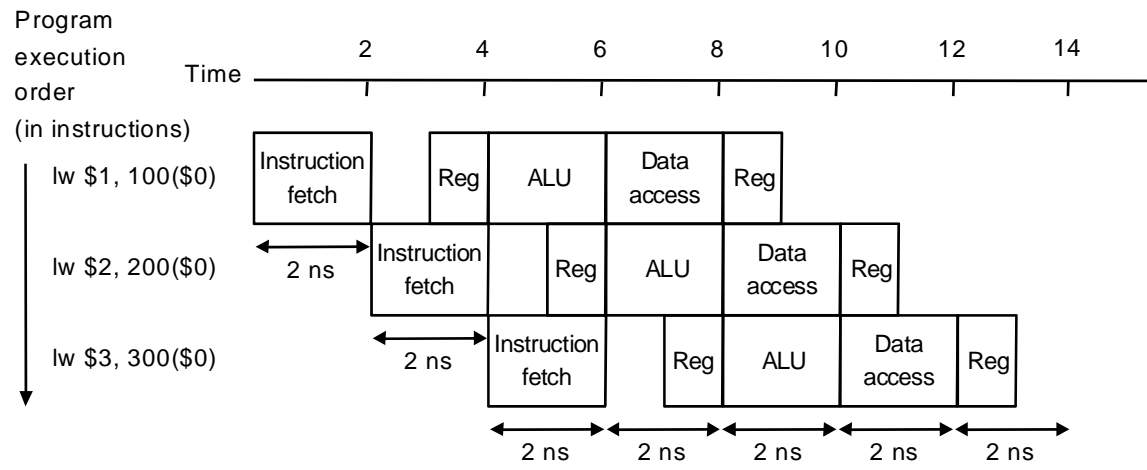 Program
execution
order
(in instructions)
Time
2 4 6 8 10 12 14
lw $1, 100($0)
Instruction
fetch
Reg
ALU
Data
access
Reg
2 ns
lw $2, 200($0)
Instruction
fetch
Reg
ALU
Data
access
Reg
2 ns
lw $3, 300($0)
Instruction
fetch
Reg
ALU
Data
access
Reg
2 ns 2 ns 2 ns 2 ns 2 ns